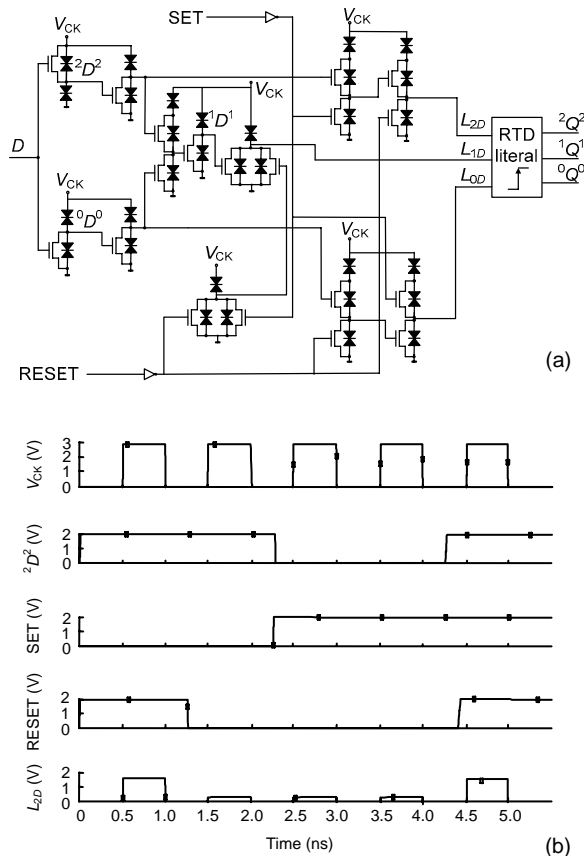 SET
V_CK
V_CK
²D²
V_CK
¹D¹
D
L_2D
RTD
literal
²Q²
L_1D
¹Q¹
L_0D
⁰Q⁰
V_CK
⁰D⁰
V_CK
V_CK
RESET
(a)
V_CK (V)
3
2
1
0
²D² (V)
2
1
0
SET (V)
2
1
0
RESET (V)
2
1
0
L_2D (V)
2
1
0
0 0.5 1.0 1.5 2.0 2.5 3.0 3.5 4.0 4.5 5.0
Time (ns)
(b)